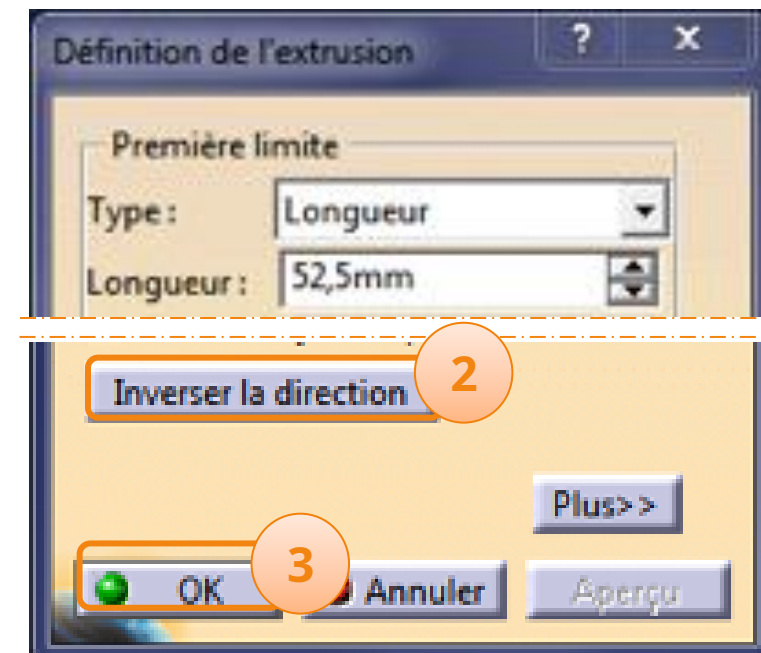 Définition de l'extrusion ? x
Première limite
Type : Longueur
Longueur : 52,5mm
Inverser la direction 2
Plus>>
OK 3 Annuler Aperçu